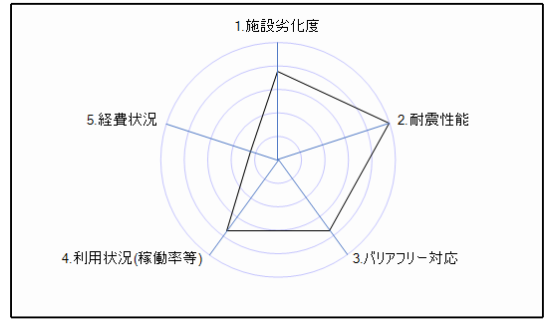 1.施設劣化度
2.耐震性能
3.バリアフリー対応
4.利用状況(稼働率等)
5.経費状況